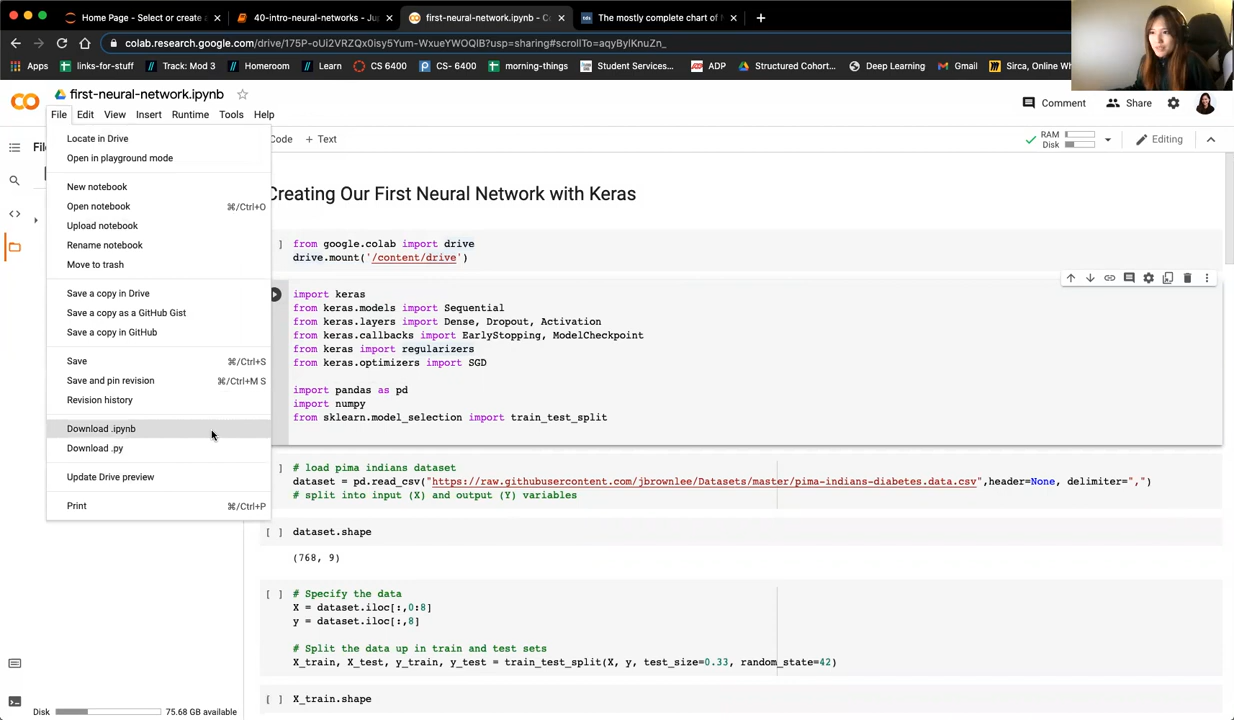 Home Page - Select or create a
40-intro-neural-networks - Jup
first-neural-network.ipynb - Co
The mostly complete chart of N
colab.research.google.com/drive/175P-oUi2VRZQx0isy5Yum-WxueYWOQIB?usp=sharing#scrollTo=aqyByIKnuZn_
Apps
links-for-stuff
Track: Mod 3
Homeroom
Learn
CS 6400
CS- 6400
morning-things
Student Services...
ADP
Structured Cohort...
Deep Learning
Gmail
Sirca, Online Wh
first-neural-network.ipynb
File Edit View Insert Runtime Tools Help
Comment
Share
Code + Text
RAM
Disk
Editing
Locate in Drive
Open in playground mode
New notebook
Open notebook ⌘/Ctrl+O
Upload notebook
Rename notebook
Move to trash
Save a copy in Drive
Save a copy as a GitHub Gist
Save a copy in GitHub
Save ⌘/Ctrl+S
Save and pin revision ⌘/Ctrl+M S
Revision history
Download .ipynb
Download .py
Update Drive preview
Print ⌘/Ctrl+P
Creating Our First Neural Network with Keras
from google.colab import drive
drive.mount('/content/drive')
import keras
from keras.models import Sequential
from keras.layers import Dense, Dropout, Activation
from keras.callbacks import EarlyStopping, ModelCheckpoint
from keras import regularizers
from keras.optimizers import SGD
import pandas as pd
import numpy
from sklearn.model_selection import train_test_split
# load pima indians dataset
dataset = pd.read_csv("https://raw.githubusercontent.com/jbrownlee/Datasets/master/pima-indians-diabetes.data.csv",header=None, delimiter=",")
# split into input (X) and output (Y) variables
[ ] dataset.shape
(768, 9)
[ ] # Specify the data
X = dataset.iloc[:,0:8]
y = dataset.iloc[:,8]
# Split the data up in train and test sets
X_train, X_test, y_train, y_test = train_test_split(X, y, test_size=0.33, random_state=42)
[ ] X_train.shape
Disk 75.68 GB available